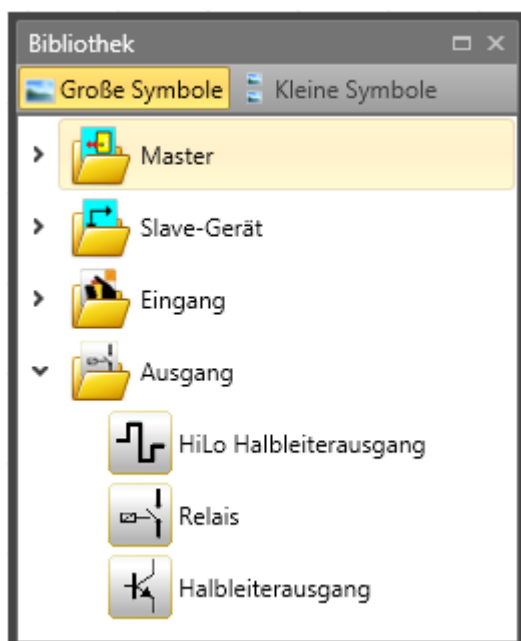 Bibliothek
Große Symbole Kleine Symbole
Master
Slave-Gerät
Eingang
Ausgang
HiLo Halbleiterausgang
Relais
Halbleiterausgang